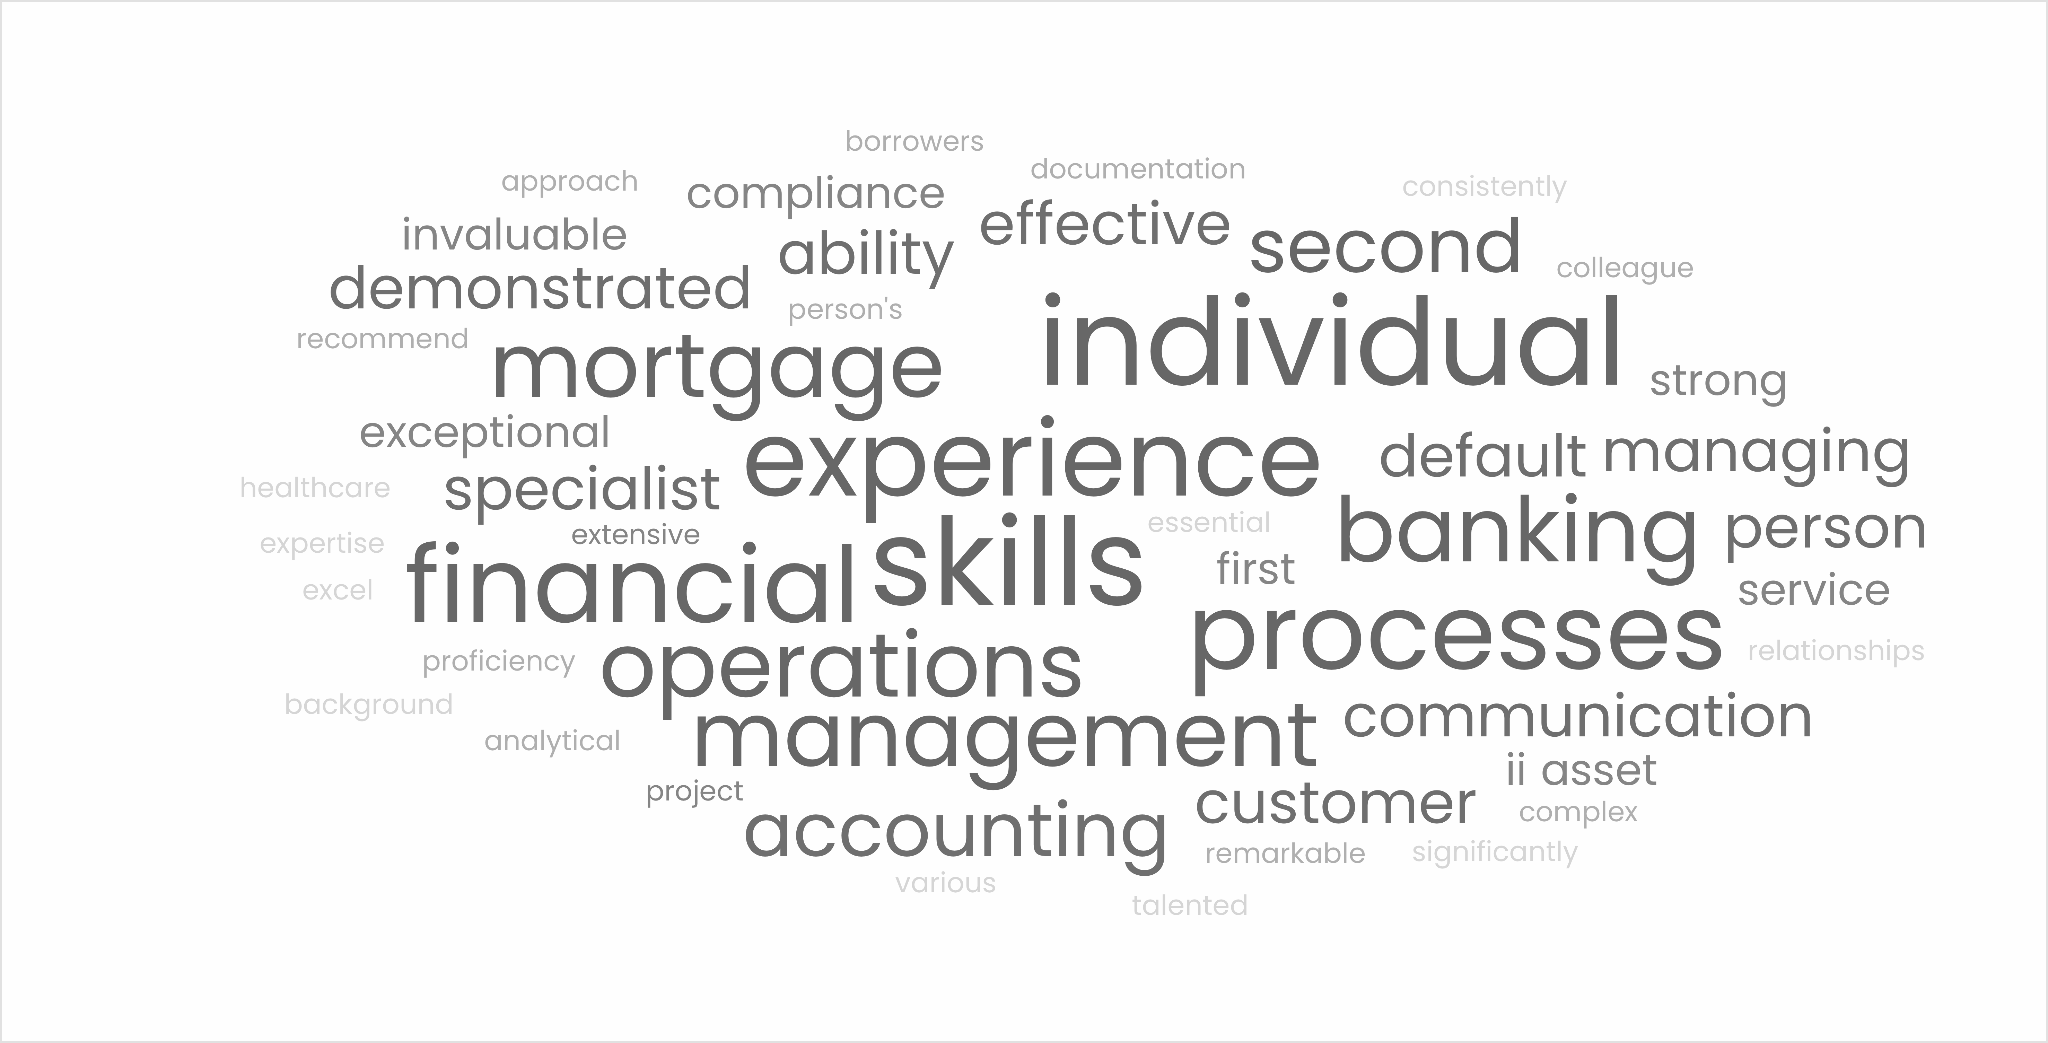 borrowers
documentation
approach
compliance
consistently
invaluable
ability
effective
second
demonstrated
colleague
person's
recommend
mortgage
individual
strong
exceptional
experience
default
managing
healthcare
specialist
extensive
essential
banking
person
expertise
financial
skills
first
excel
service
proficiency
operations
processes
relationships
background
analytical
management
communication
project
ii asset
accounting
customer
complex
remarkable
significantly
various
talented